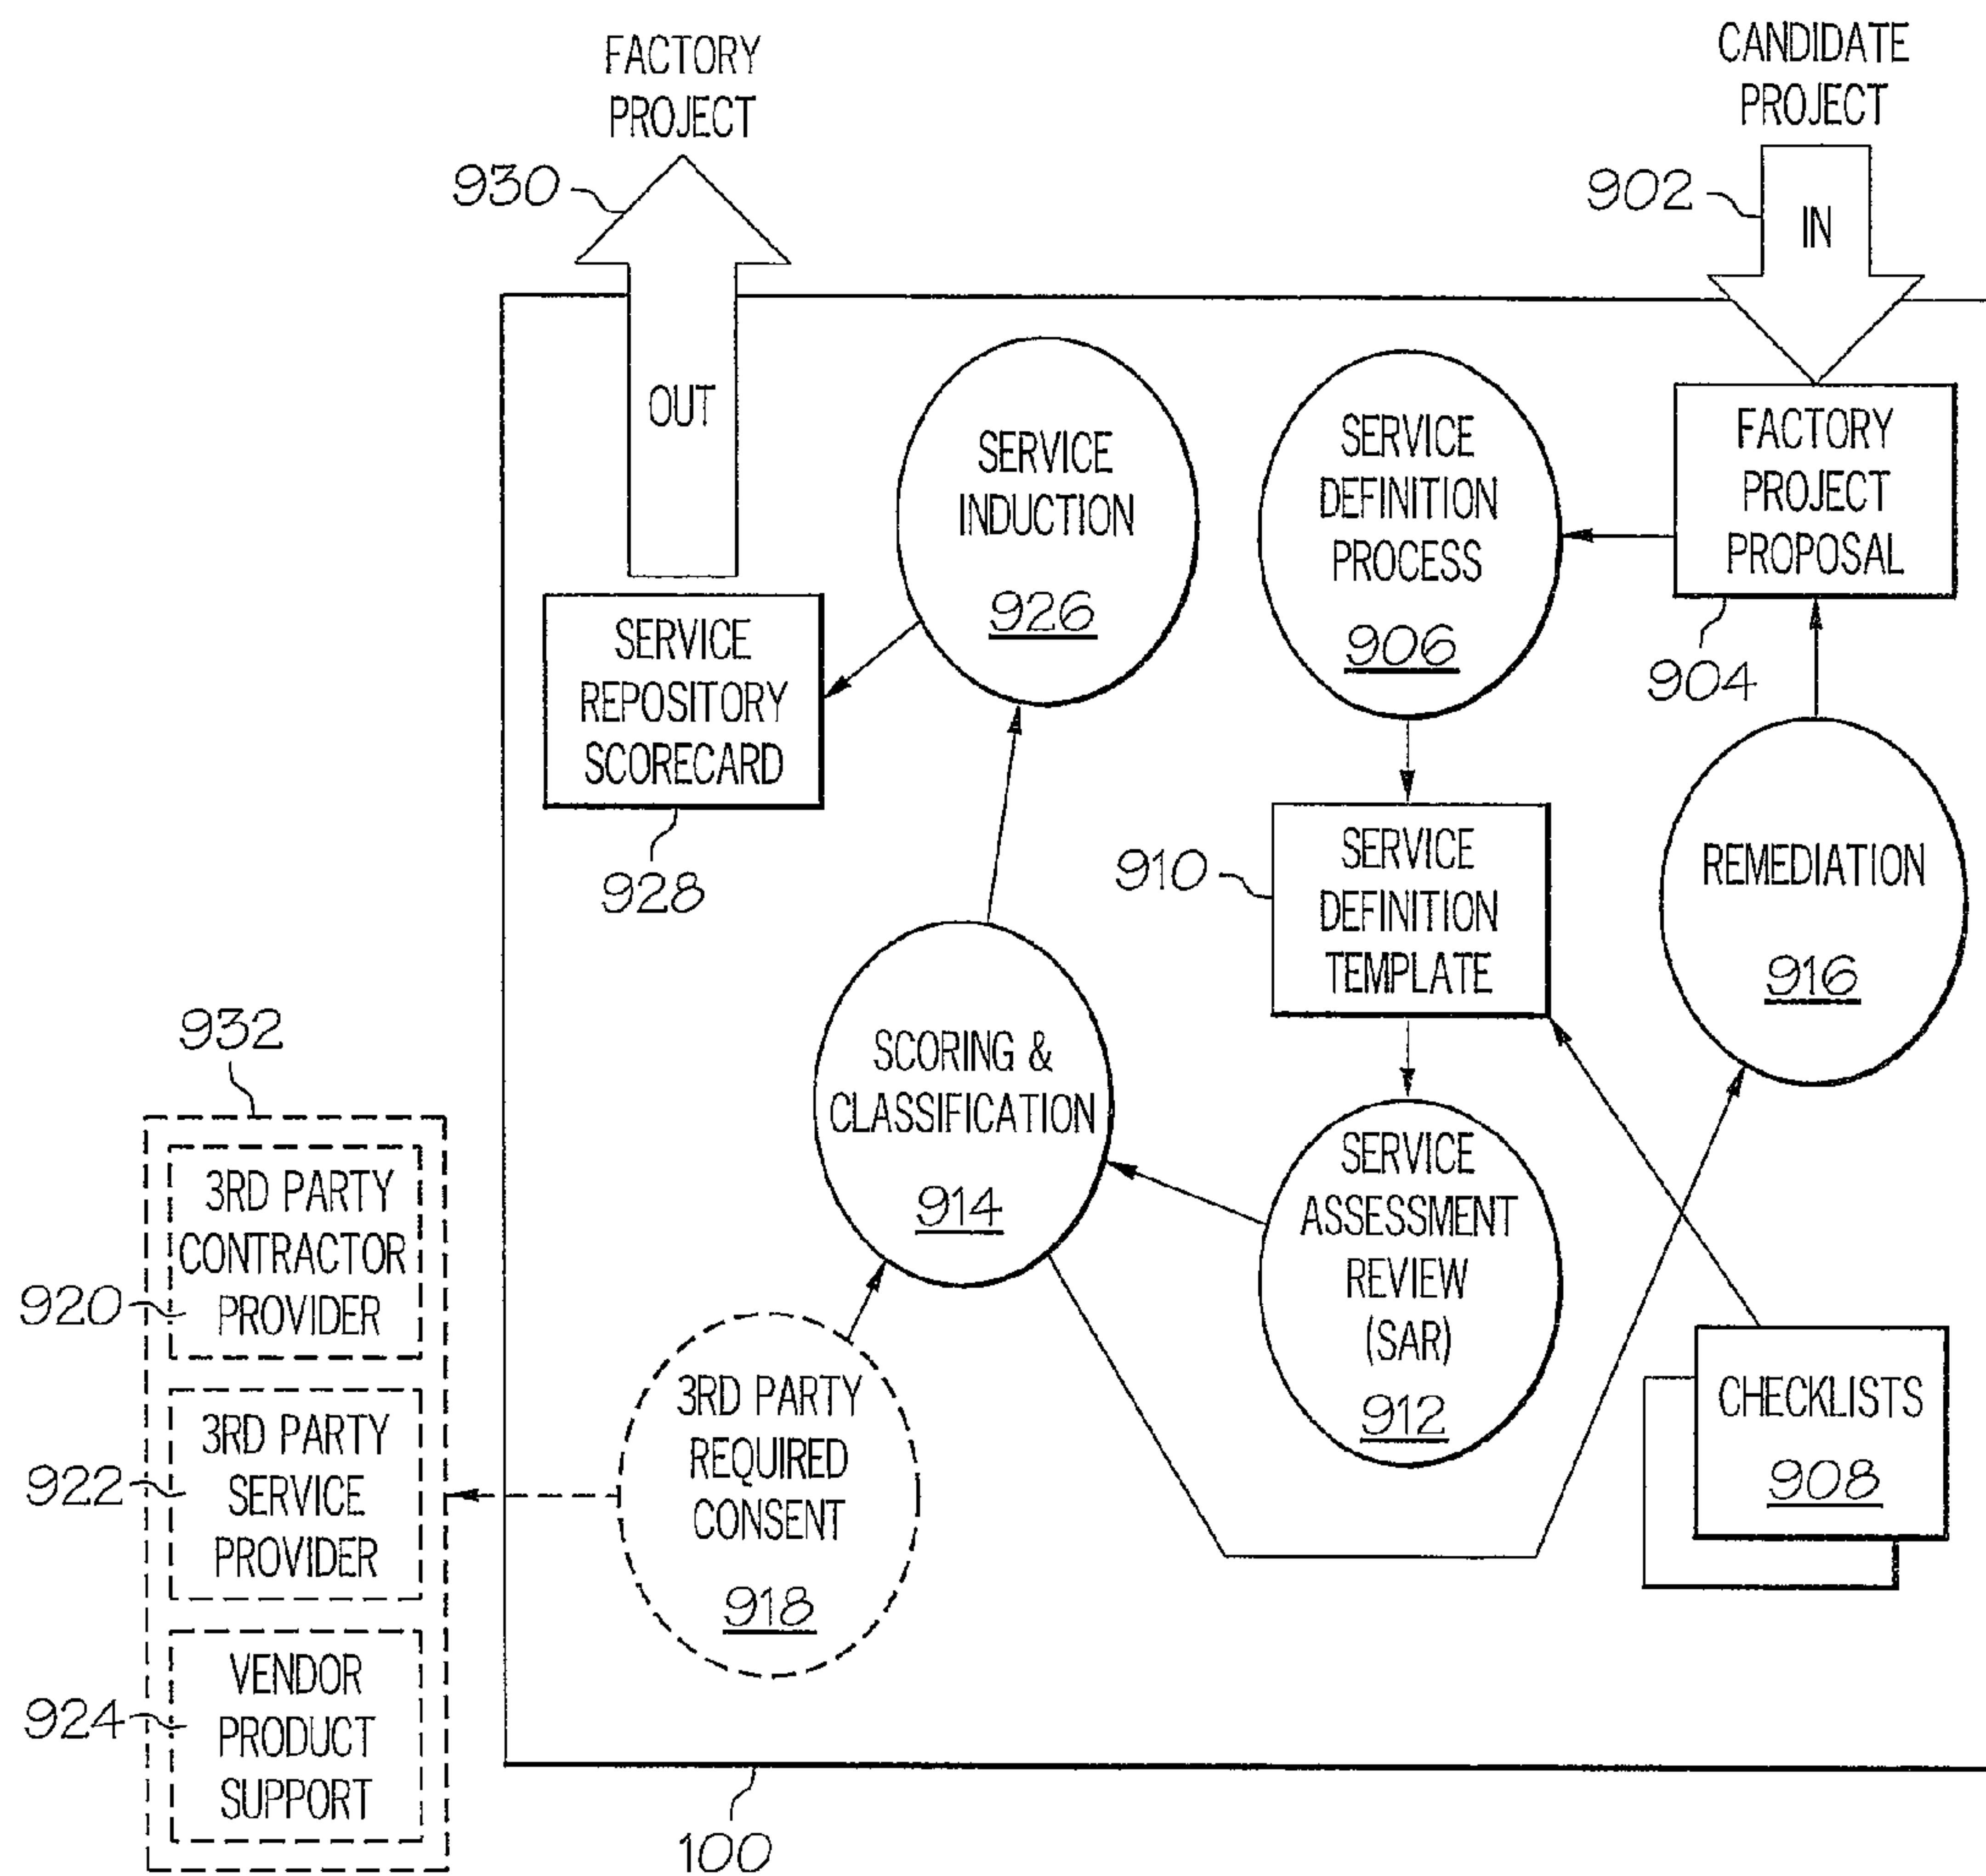 FACTORY
PROJECT
930
OUT
CANDIDATE
PROJECT
902
IN
FACTORY
PROJECT
PROPOSAL
904
SERVICE
DEFINITION
PROCESS
906
SERVICE
INDUCTION
926
SERVICE
REPOSITORY
SCORECARD
928
910
SERVICE
DEFINITION
TEMPLATE
REMEDIATION
916
SCORING &
CLASSIFICATION
914
SERVICE
ASSESSMENT
REVIEW
(SAR)
912
CHECKLISTS
908
3RD PARTY
REQUIRED
CONSENT
918
932
3RD PARTY
CONTRACTOR
PROVIDER
920
3RD PARTY
SERVICE
PROVIDER
922
VENDOR
PRODUCT
SUPPORT
924
100